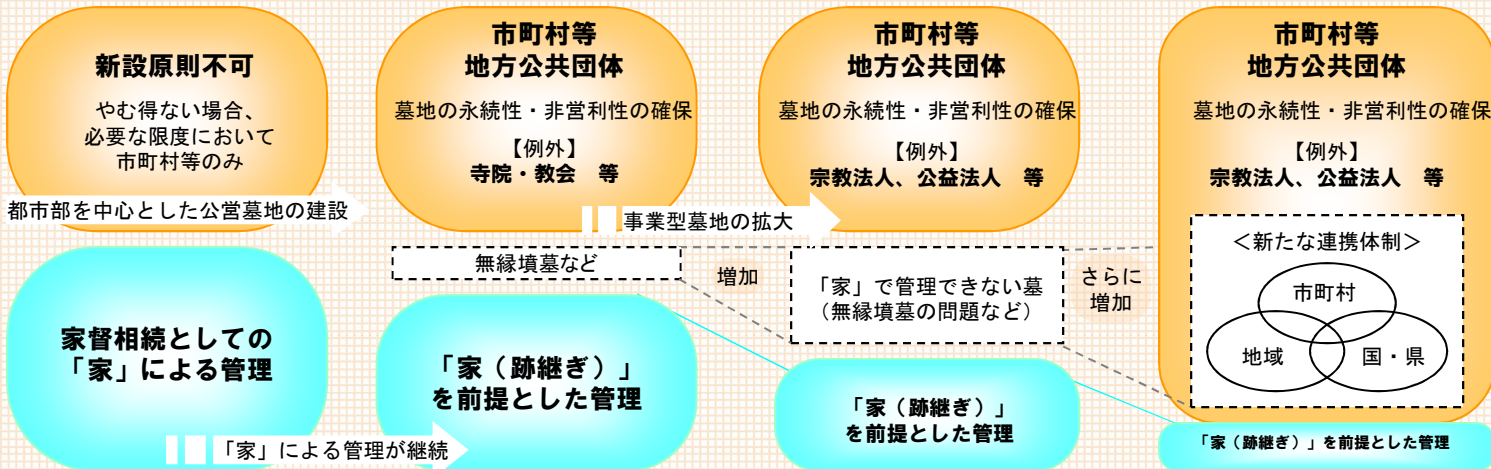 新設原則不可
やむ得ない場合、
必要な限度において
市町村等のみ
都市部を中心とした公営墓地の建設
家督相続としての
「家」による管理
「家」による管理が継続
市町村等
地方公共団体
墓地の永続性・非営利性の確保
【例外】
寺院・教会 等
事業型墓地の拡大
無縁墳墓など
増加
「家（跡継ぎ）」
を前提とした管理
市町村等
地方公共団体
墓地の永続性・非営利性の確保
【例外】
宗教法人、公益法人 等
「家」で管理できない墓
（無縁墳墓の問題など）
さらに
増加
「家（跡継ぎ）」
を前提とした管理
市町村等
地方公共団体
墓地の永続性・非営利性の確保
【例外】
宗教法人、公益法人 等
＜新たな連携体制＞
市町村
地域
国・県
「家（跡継ぎ）」を前提とした管理